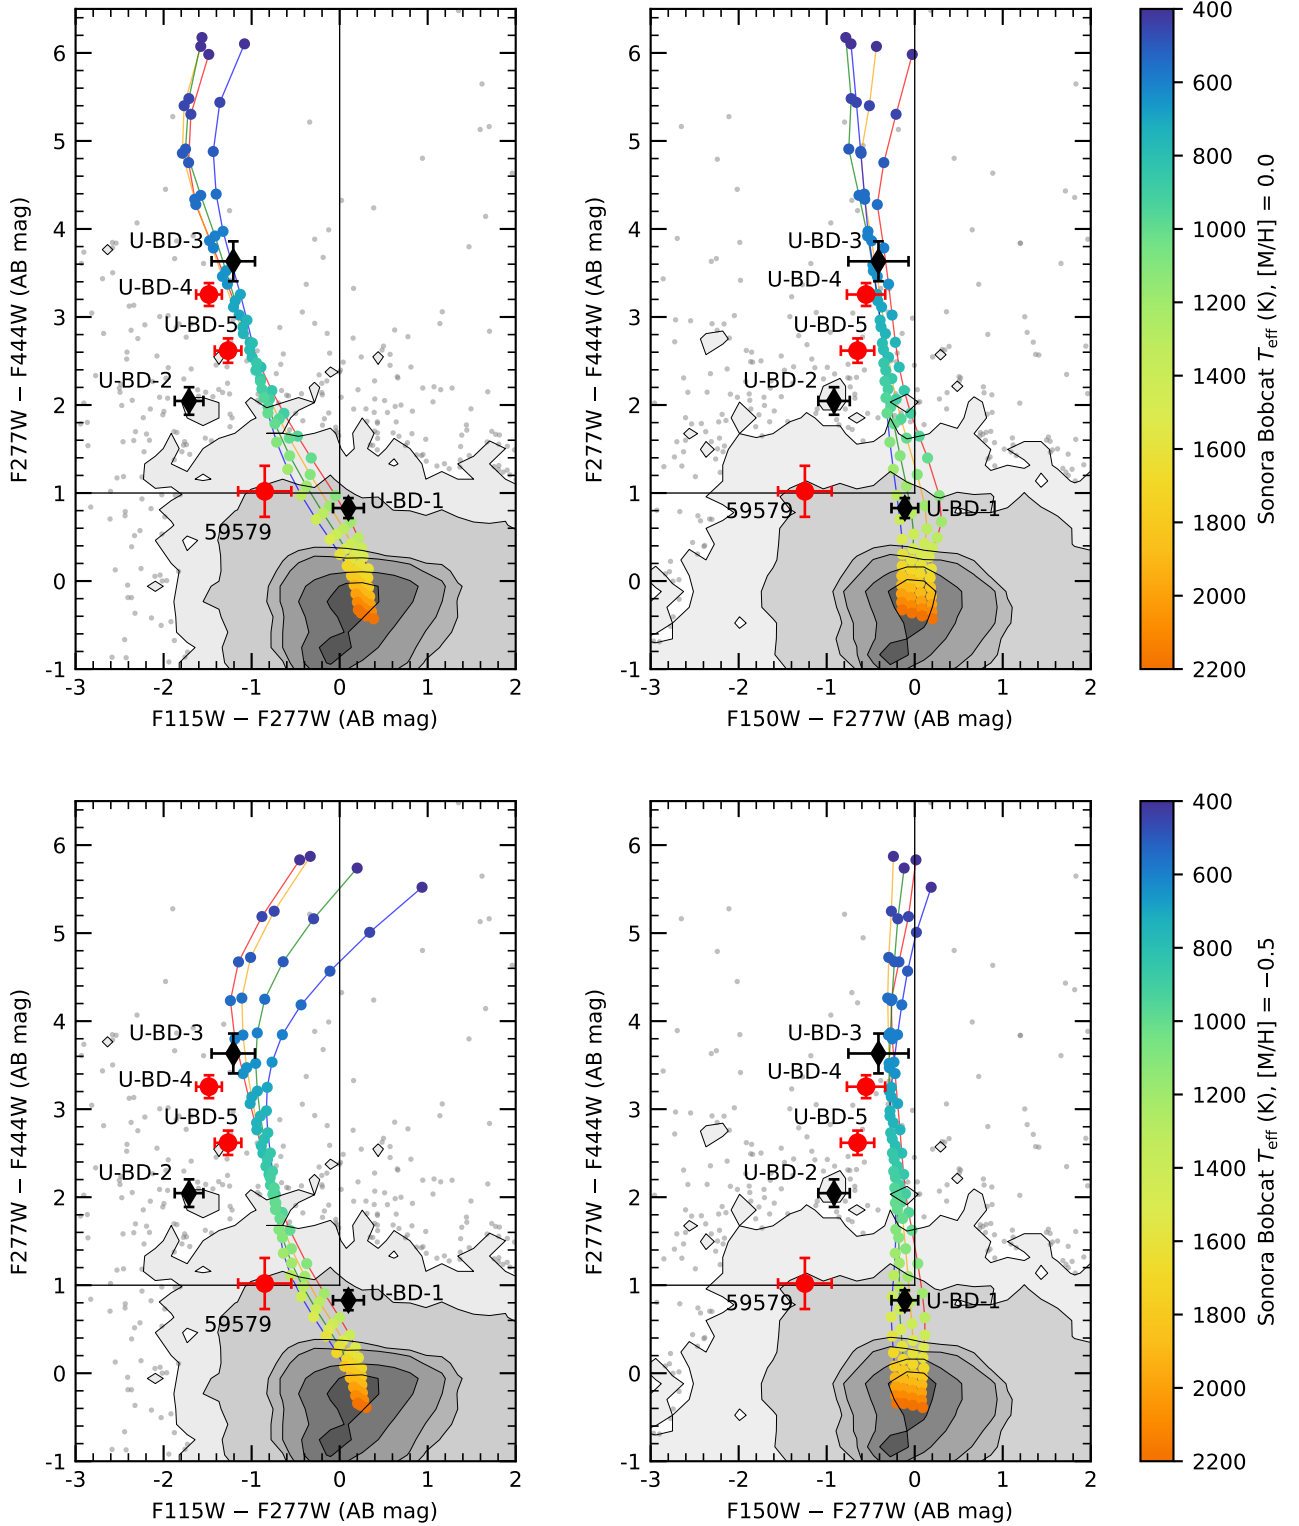 6
5
4
3
2
1
0
-1
F277W − F444W (AB mag)
U-BD-3
U-BD-4
U-BD-5
U-BD-2
U-BD-1
59579
-3
-2
-1
0
1
2
F115W − F277W (AB mag)
6
5
4
3
2
1
0
-1
F277W − F444W (AB mag)
U-BD-3
U-BD-4
U-BD-5
U-BD-2
U-BD-1
59579
-3
-2
-1
0
1
2
F150W − F277W (AB mag)
400
600
800
1000
1200
1400
1600
1800
2000
2200
Sonora Bobcat Teff (K), [M/H] = 0.0
6
5
4
3
2
1
0
-1
F277W − F444W (AB mag)
U-BD-3
U-BD-4
U-BD-5
U-BD-2
U-BD-1
59579
-3
-2
-1
0
1
2
F115W − F277W (AB mag)
6
5
4
3
2
1
0
-1
F277W − F444W (AB mag)
U-BD-3
U-BD-4
U-BD-5
U-BD-2
U-BD-1
59579
-3
-2
-1
0
1
2
F150W − F277W (AB mag)
400
600
800
1000
1200
1400
1600
1800
2000
2200
Sonora Bobcat Teff (K), [M/H] = −0.5